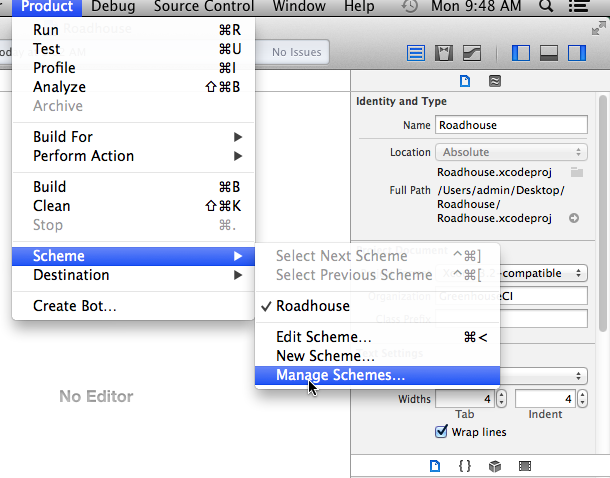 Product Debug Source Control Window Help Mon 9:48 AM
Run ⌘R
Test ⌘U
Profile ⌘I
Analyze ⇧⌘B
Archive
Build For
Perform Action
Build ⌘B
Clean ⇧⌘K
Stop ⌘.
Scheme
Destination
Create Bot...
Select Next Scheme ^⌘]
Select Previous Scheme ^⌘[
✓ Roadhouse
Edit Scheme... ⌘<
New Scheme...
Manage Schemes...
No Issues
No Editor
Identity and Type
Name Roadhouse
Location Absolute
Roadhouse.xcodeproj
Full Path /Users/admin/Desktop/
Roadhouse/
Roadhouse.xcodeproj
-compatible
Organization GreenhouseCI
Class Prefix
Widths 4 4
Tab Indent
Wrap lines
{ }